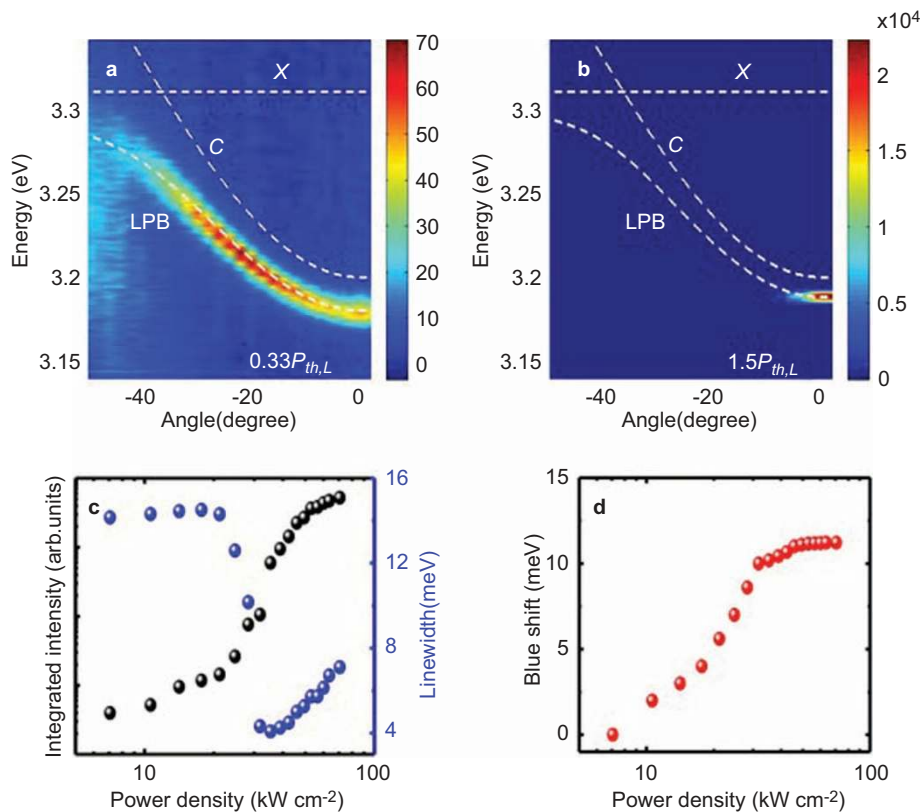 a
X
C
LPB
0.33P_th,L
Energy (eV)
3.3
3.25
3.2
3.15
-40
-20
0
Angle(degree)
70
60
50
40
30
20
10
0
b
X
C
LPB
1.5P_th,L
Energy (eV)
3.3
3.25
3.2
3.15
-40
-20
0
Angle(degree)
x10⁴
2
1.5
1
0.5
0
c
Integrated intensity (arb.units)
16
12
8
4
Linewidth(meV)
10
100
Power density (kW cm-2)
d
Blue shift (meV)
15
10
5
0
10
100
Power density (kW cm-2)